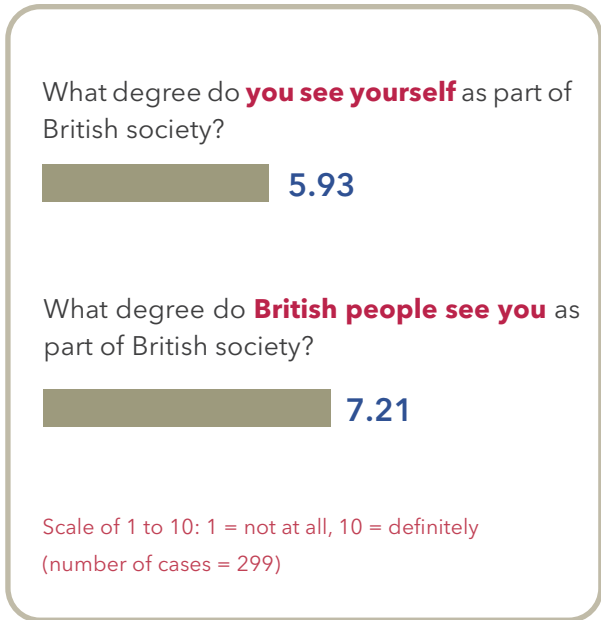 What degree do you see yourself as part of
British society?
5.93
What degree do British people see you as
part of British society?
7.21
Scale of 1 to 10: 1 = not at all, 10 = definitely
(number of cases = 299)